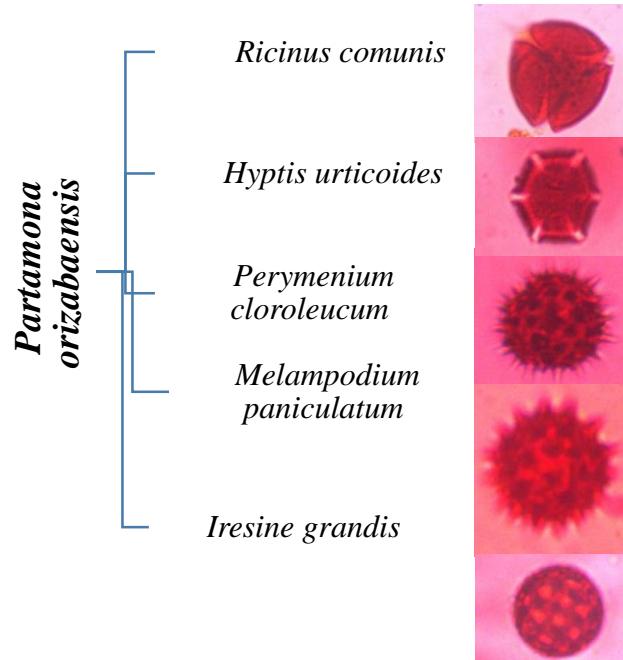 Partamona
orizabaensis
Ricinus comunis
Hyptis urticoides
Perymenium
cloroleucum
Melampodium
paniculatum
Iresine grandis